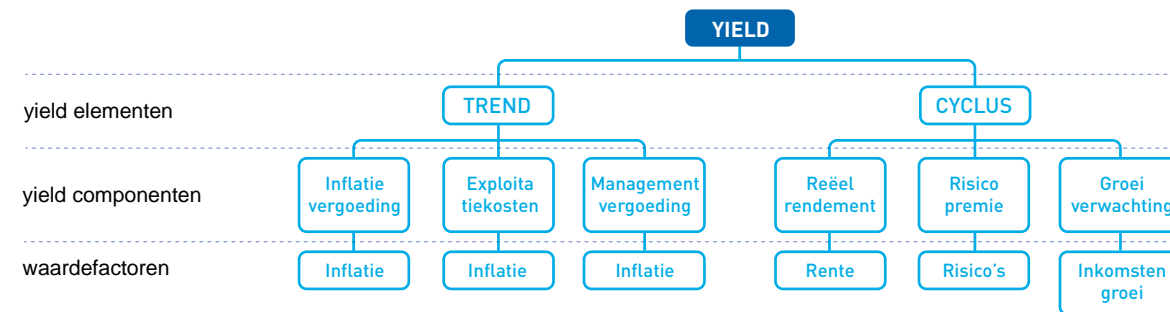 YIELD
yield elementen
TREND
CYCLUS
yield componenten
Inflatie
vergoeding
Exploita
tiekosten
Management
vergoeding
Reëel
rendement
Risico
premie
Groei
verwachting
waardefactoren
Inflatie
Inflatie
Inflatie
Rente
Risico's
Inkomsten
groei